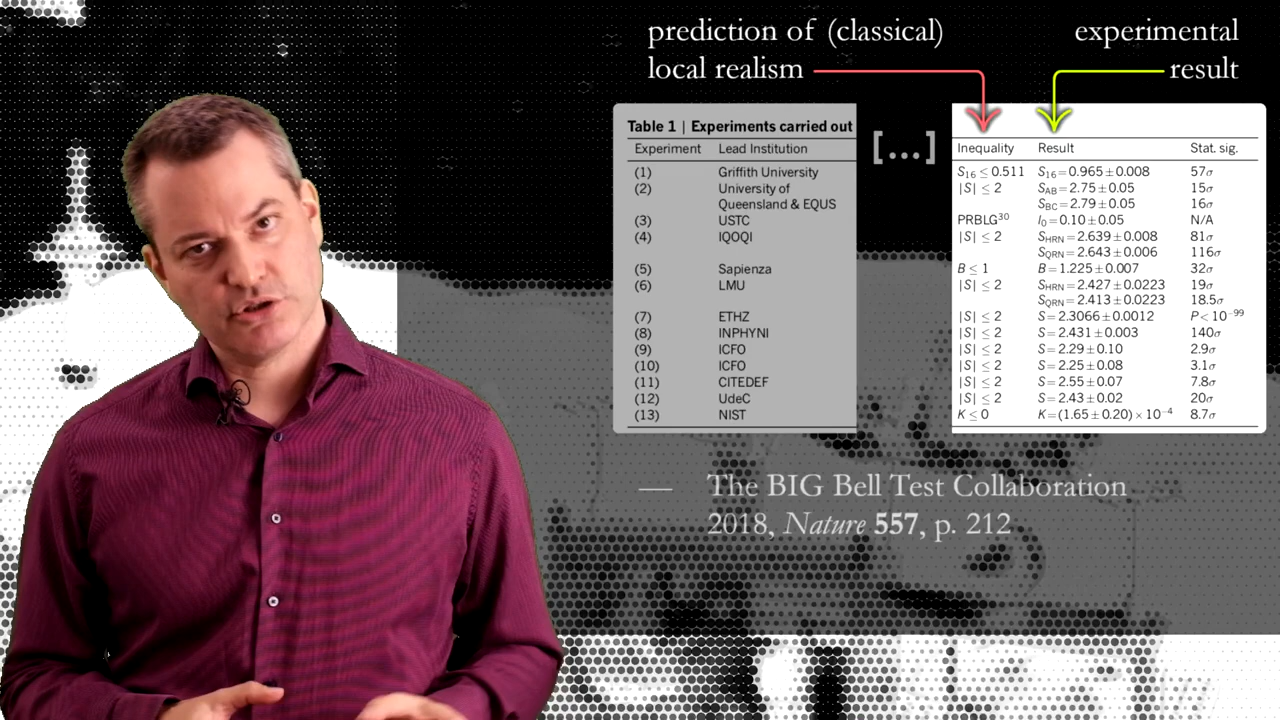 prediction of (classical)
local realism
experimental
result
Table 1 | Experiments carried out
Experiment Lead Institution
(1) Griffith University
(2) University of
Queensland & EQUS
(3) USTC
(4) IQOQI
(5) Sapienza
(6) LMU
(7) ETHZ
(8) INPHYNI
(9) ICFO
(10) ICFO
(11) CITEDEF
(12) UdeC
(13) NIST
[...]
Inequality Result Stat. sig.
S₁₆ ≤ 0.511 S₁₆ = 0.965 ± 0.008 57σ
|S| ≤ 2 S_AB = 2.75 ± 0.05 15σ
S_BC = 2.79 ± 0.05 16σ
PRBLG³⁰ I₀ = 0.10 ± 0.05 N/A
|S| ≤ 2 S_HRN = 2.639 ± 0.008 81σ
S_QRN = 2.643 ± 0.006 116σ
B ≤ 1 B = 1.225 ± 0.007 32σ
|S| ≤ 2 S_HRN = 2.427 ± 0.0223 19σ
S_QRN = 2.413 ± 0.0223 18.5σ
|S| ≤ 2 S = 2.3066 ± 0.0012 P < 10⁻⁹⁹
|S| ≤ 2 S = 2.431 ± 0.003 140σ
|S| ≤ 2 S = 2.29 ± 0.10 2.9σ
|S| ≤ 2 S = 2.25 ± 0.08 3.1σ
|S| ≤ 2 S = 2.55 ± 0.07 7.8σ
|S| ≤ 2 S = 2.43 ± 0.02 20σ
K ≤ 0 K = (1.65 ± 0.20) × 10⁻⁴ 8.7σ
— The BIG Bell Test Collaboration
2018, Nature 557, p. 212